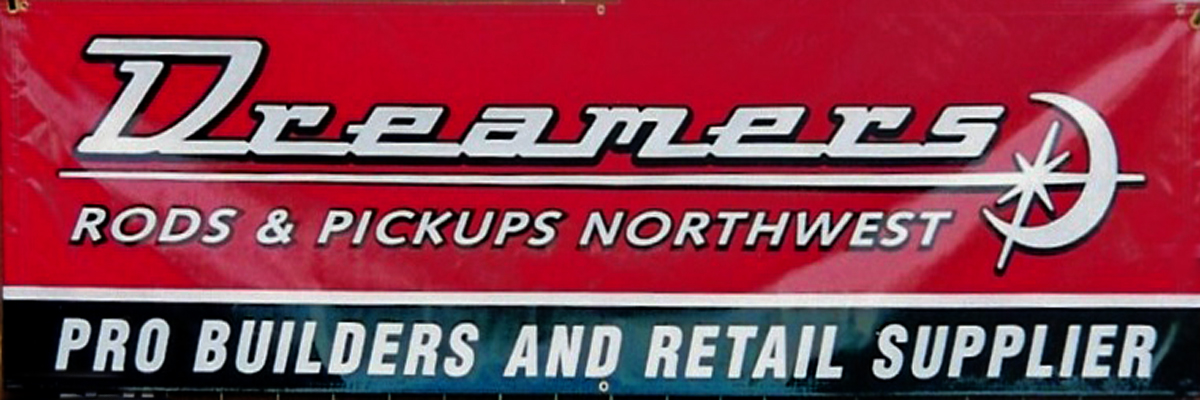 Dreamers
RODS & PICKUPS NORTHWEST
PRO BUILDERS AND RETAIL SUPPLIER